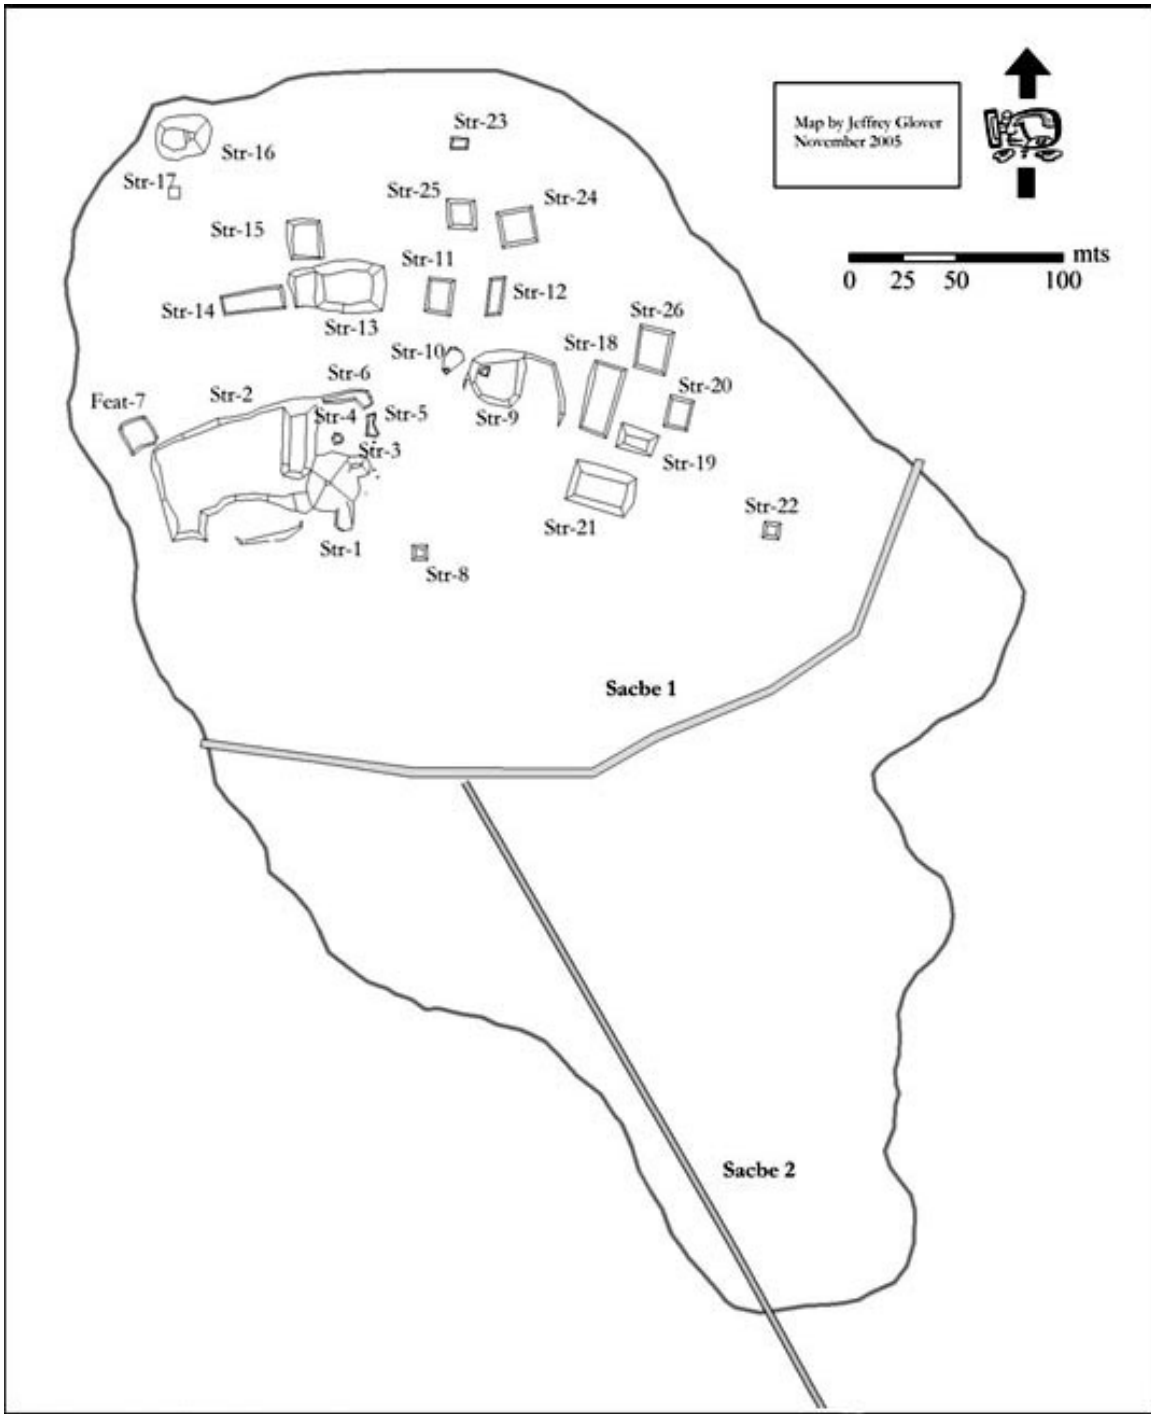 Map by Jeffrey Glover
November 2005
mts
0 25 50 100
Str-23
Str-16
Str-17
Str-25
Str-24
Str-15
Str-11
Str-12
Str-14
Str-13
Str-26
Str-10
Str-18
Str-6
Str-2
Str-20
Feat-7
Str-4
Str-5
Str-9
Str-3
Str-19
Str-22
Str-21
Str-1
Str-8
Sacbe 1
Sacbe 2